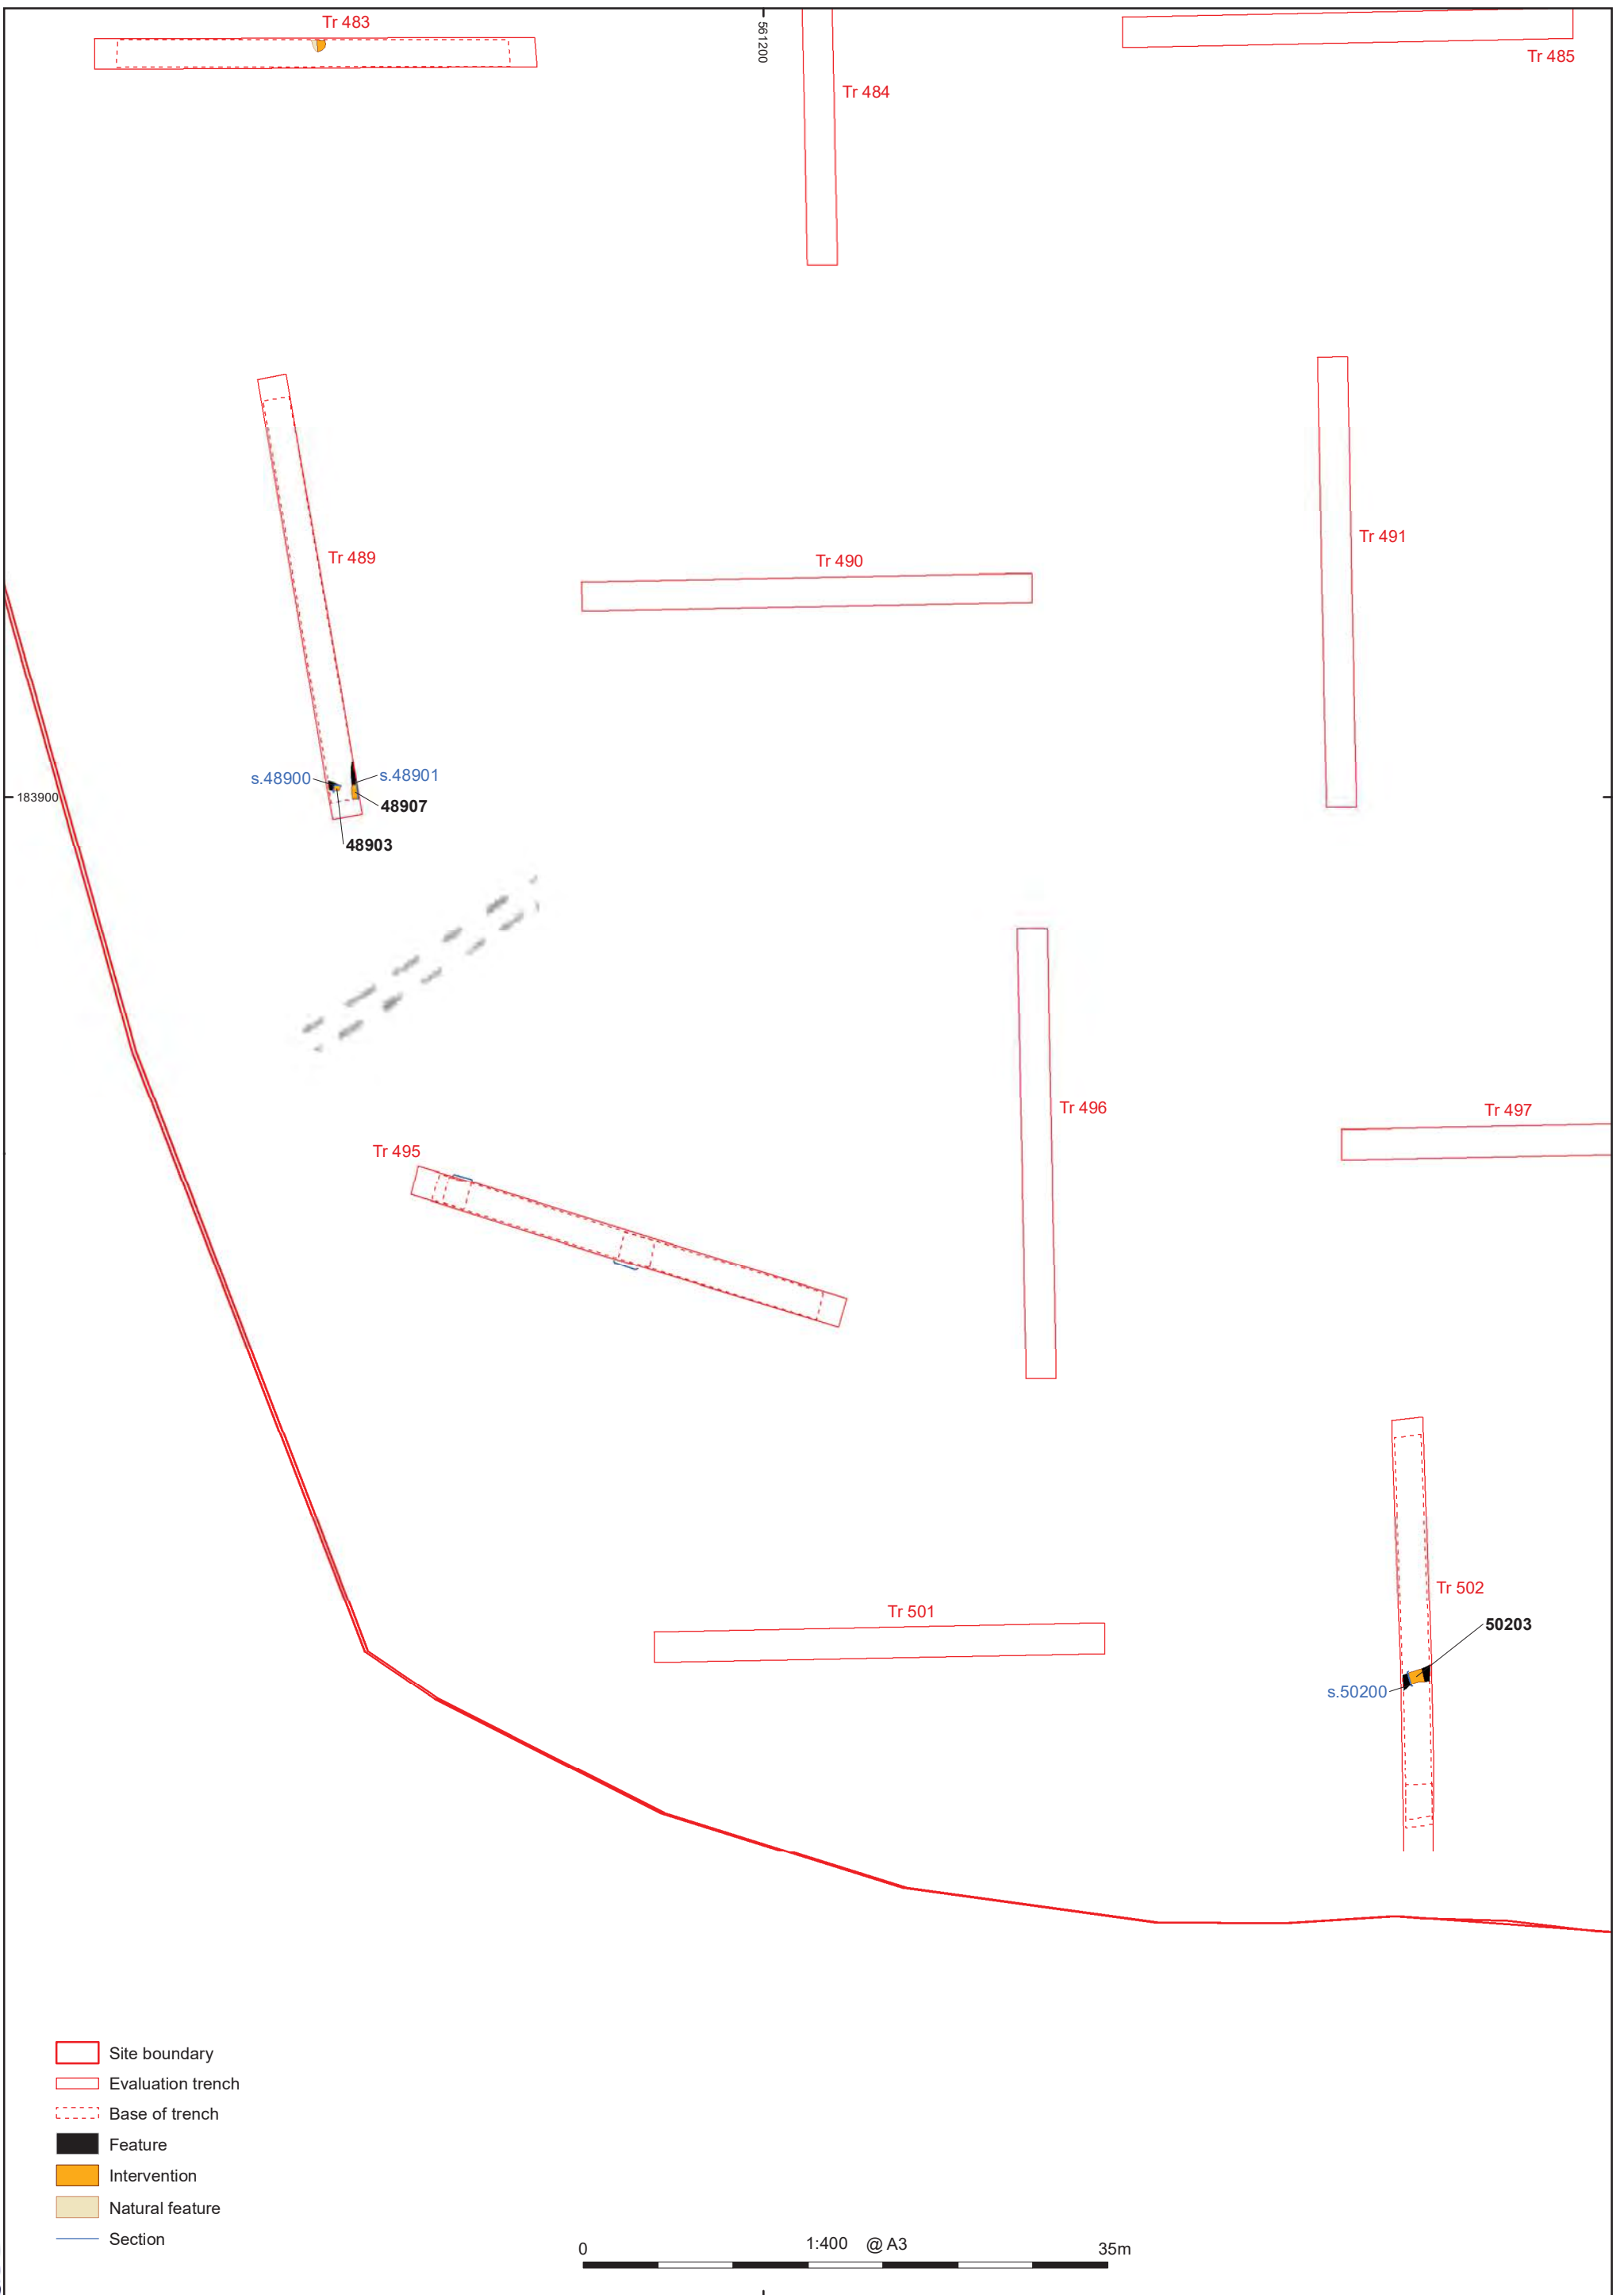 Tr 483
561200
Tr 485
Tr 484
Tr 491
Tr 489
Tr 490
s.48900
s.48901
183900
48907
48903
Tr 496
Tr 497
Tr 495
Tr 502
Tr 501
50203
s.50200
Site boundary
Evaluation trench
Base of trench
Feature
Intervention
Natural feature
Section
0 1:400 @ A3 35m